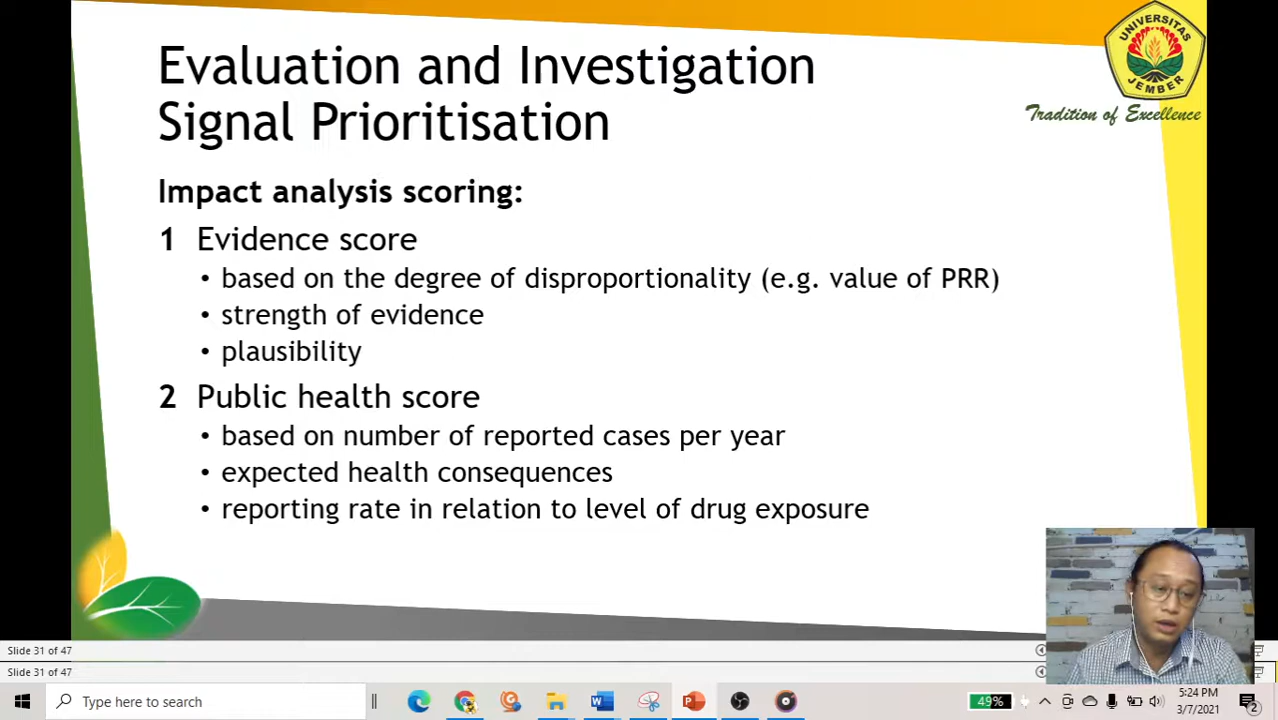 UNIVERSITAS
JEMBER
Tradition of Excellence
Evaluation and Investigation
Signal Prioritisation
Impact analysis scoring:
1 Evidence score
• based on the degree of disproportionality (e.g. value of PRR)
• strength of evidence
• plausibility
2 Public health score
• based on number of reported cases per year
• expected health consequences
• reporting rate in relation to level of drug exposure
Slide 31 of 47
Slide 31 of 47
Type here to search
49%
5:24 PM
3/7/2021
2